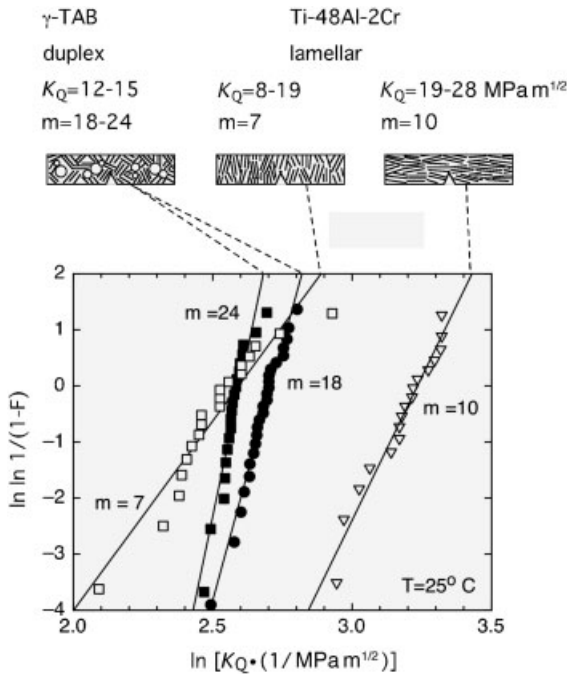 γ-TAB Ti-48Al-2Cr
duplex lamellar
K_Q=12-15 K_Q=8-19 K_Q=19-28 MPa m^1/2
m=18-24 m=7 m=10
2
1
0
-1
-2
-3
-4
ln ln 1/(1-F)
m =24
m =18
m =10
m = 7
T=25° C
2.0 2.5 3.0 3.5
ln [K_Q•(1/MPa m^1/2)]